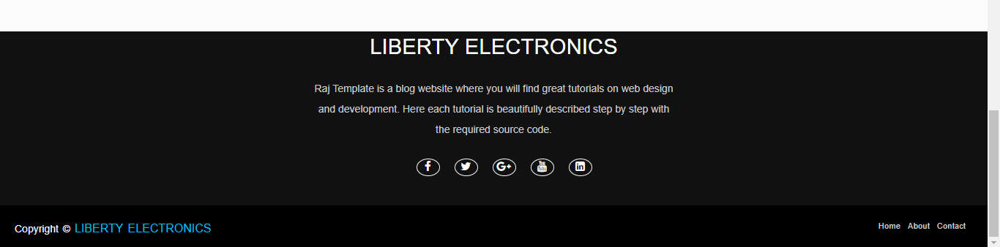 LIBERTY ELECTRONICS
Raj Template is a blog website where you will find great tutorials on web design
and development. Here each tutorial is beautifully described step by step with
the required source code.
Copyright © LIBERTY ELECTRONICS
Home About Contact